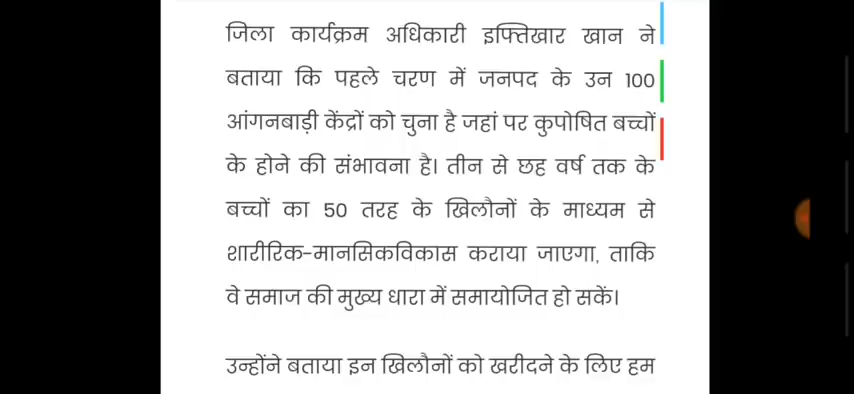 जिला कार्यक्रम अधिकारी इफ्तिखार खान ने
बताया कि पहले चरण में जनपद के उन 100
आंगनबाड़ी केंद्रों को चुना है जहां पर कुपोषित बच्चों
के होने की संभावना है। तीन से छह वर्ष तक के
बच्चों का 50 तरह के खिलौनों के माध्यम से
शारीरिक-मानसिकविकास कराया जाएगा, ताकि
वे समाज की मुख्य धारा में समायोजित हो सकें।
उन्होंने बताया इन खिलौनों को खरीदने के लिए हम